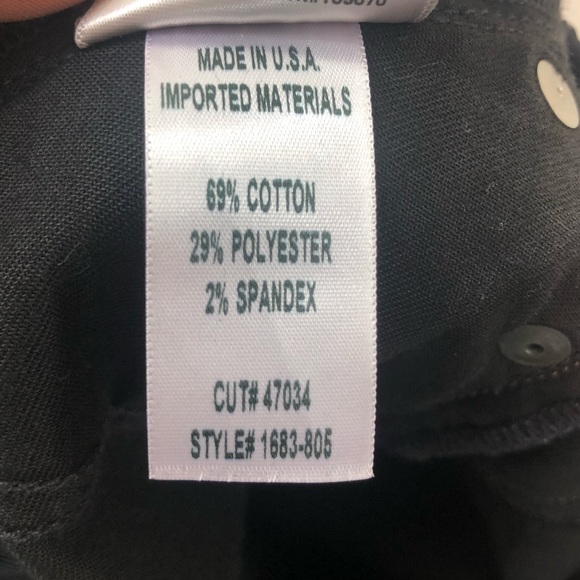 MADE IN U.S.A.
IMPORTED MATERIALS
69% COTTON
29% POLYESTER
2% SPANDEX
CUT# 47034
STYLE# 1683-805